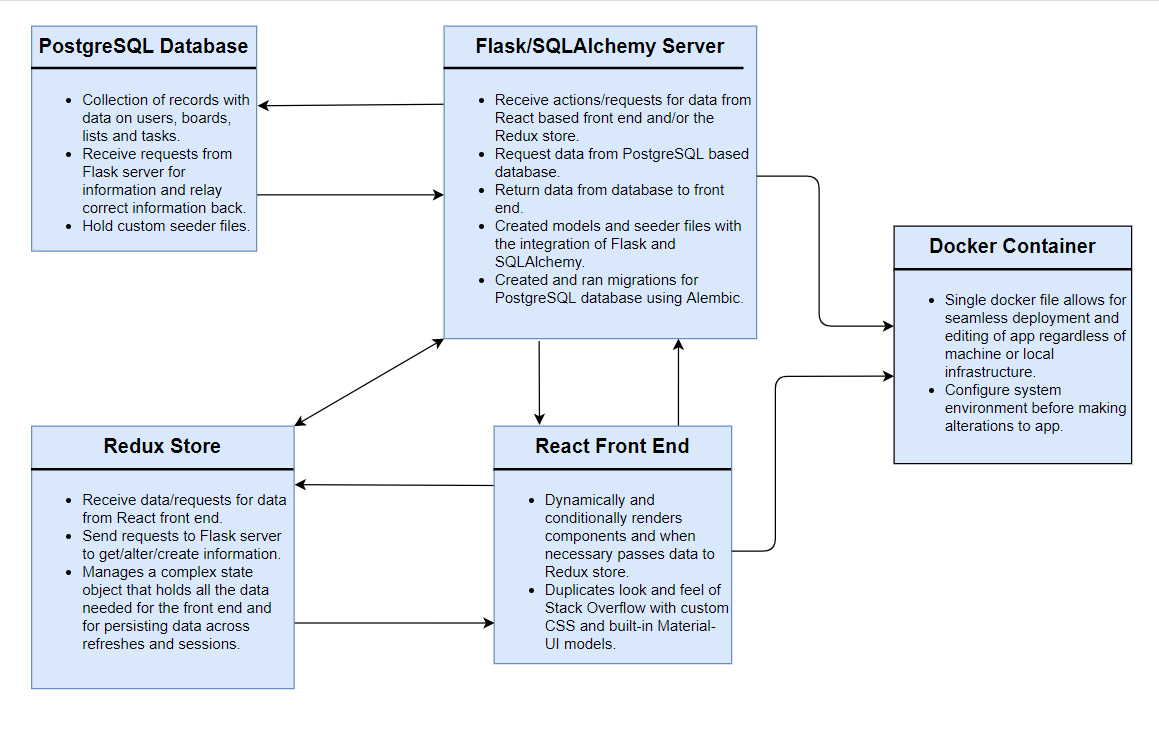 PostgreSQL Database
• Collection of records with
data on users, boards,
lists and tasks.
• Receive requests from
Flask server for
information and relay
correct information back.
• Hold custom seeder files.
Flask/SQLAlchemy Server
• Receive actions/requests for data from
React based front end and/or the
Redux store.
• Request data from PostgreSQL based
database.
• Return data from database to front
end.
• Created models and seeder files with
the integration of Flask and
SQLAlchemy.
• Created and ran migrations for
PostgreSQL database using Alembic.
Docker Container
• Single docker file allows for
seamless deployment and
editing of app regardless of
machine or local
infrastructure.
• Configure system
environment before making
alterations to app.
Redux Store
• Receive data/requests for data
from React front end.
• Send requests to Flask server
to get/alter/create information.
• Manages a complex state
object that holds all the data
needed for the front end and
for persisting data across
refreshes and sessions.
React Front End
• Dynamically and
conditionally renders
components and when
necessary passes data to
Redux store.
• Duplicates look and feel of
Stack Overflow with custom
CSS and built-in Material-
UI models.